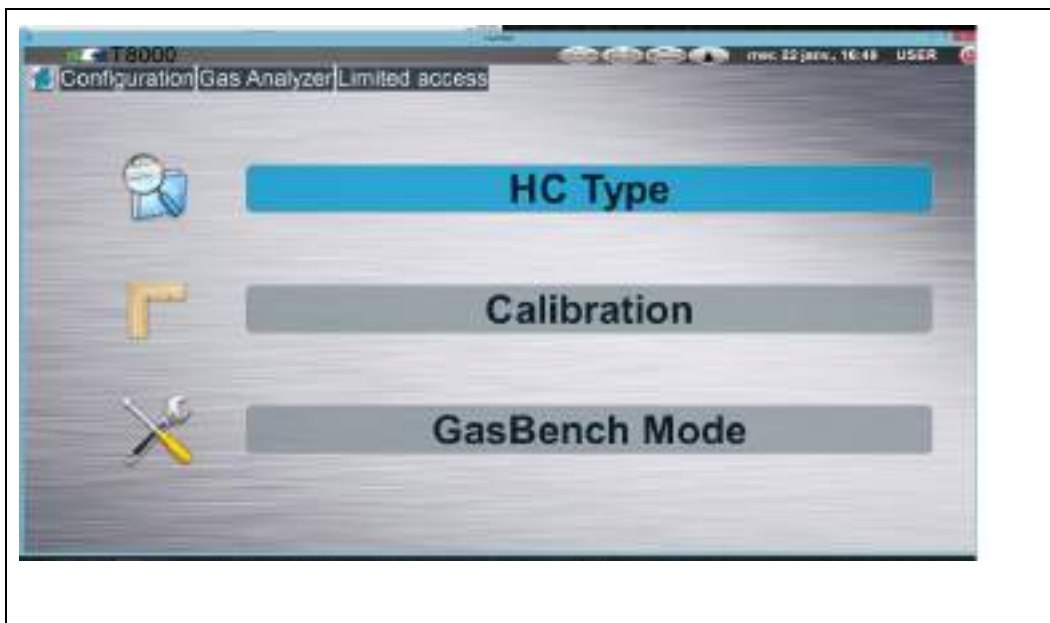 T8000 mer. 22 janv., 16:48 USER
Configuration Gas Analyzer Limited access
HC Type
Calibration
GasBench Mode